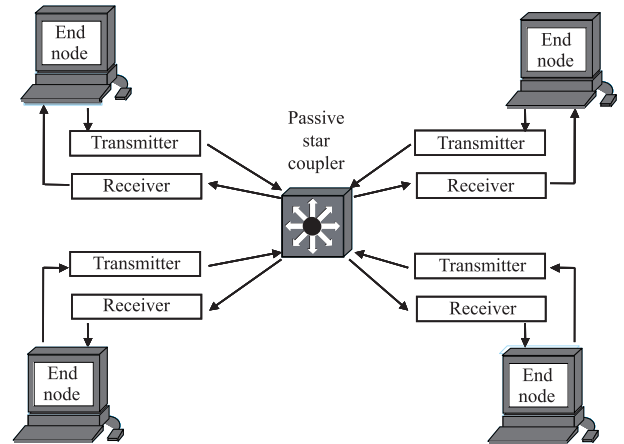 End
node
End
node
Passive
star
coupler
Transmitter
Transmitter
Receiver
Receiver
Transmitter
Transmitter
Receiver
Receiver
End
node
End
node